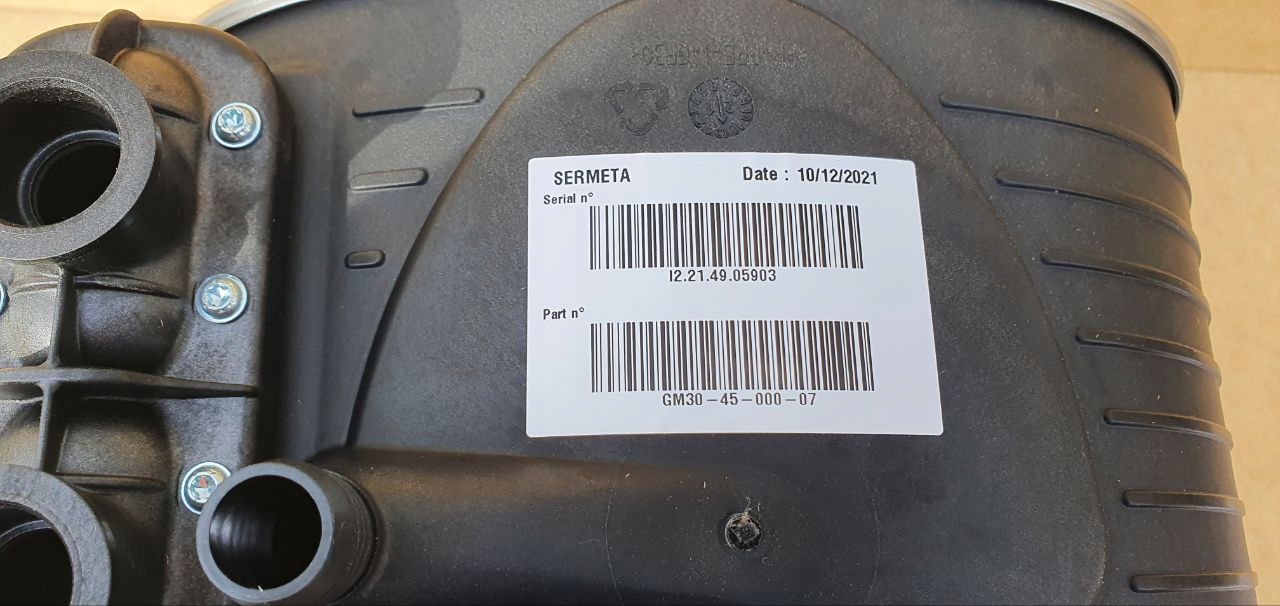 SERMETA Date : 10/12/2021
Serial n°
I2.21.49.05903
Part n°
GM30-45-000-07